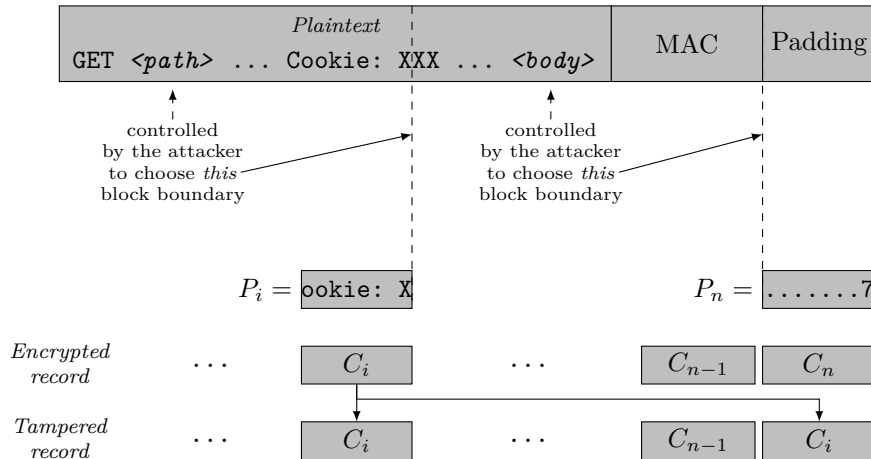 Plaintext
GET <path> ... Cookie: XXX ... <body>
MAC
Padding
controlled
by the attacker
to choose this
block boundary
controlled
by the attacker
to choose this
block boundary
P_i = ookie: X
P_n = .......7
Encrypted
record
... C_i ... C_{n-1} C_n
Tampered
record
... C_i ... C_{n-1} C_i